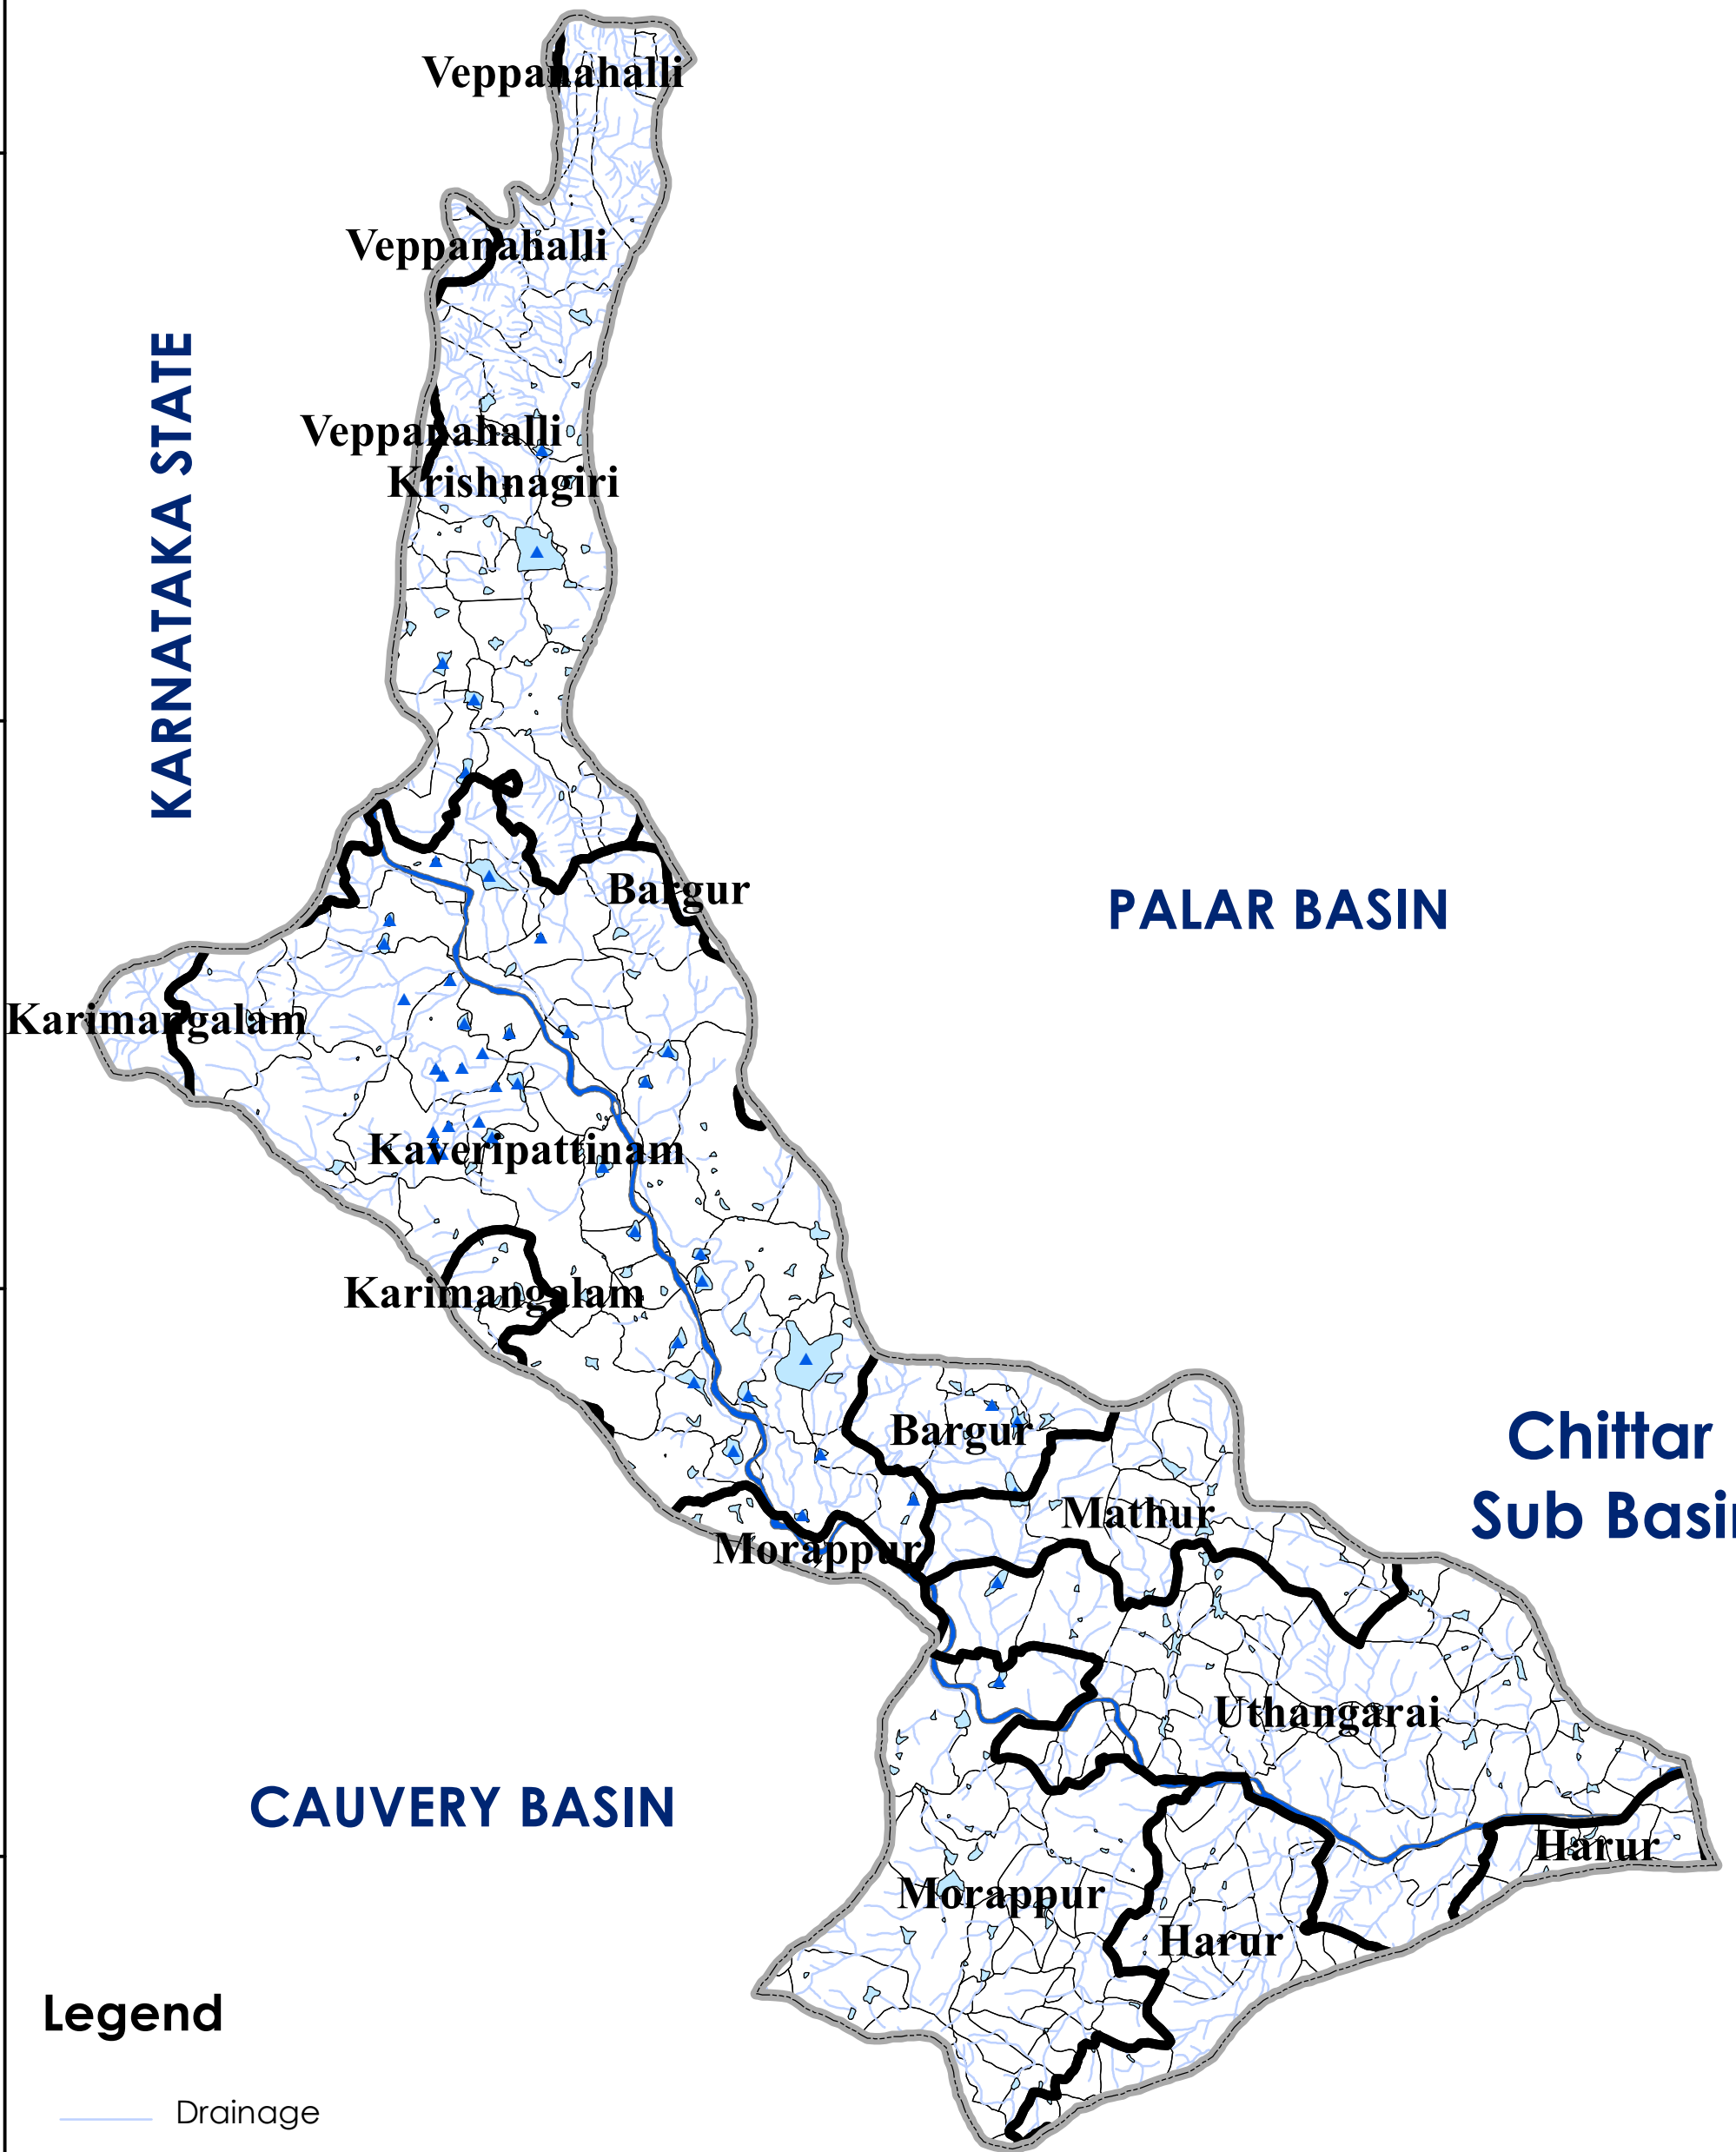 Veppanahalli
Veppanahalli
KARNATAKA STATE
Veppanahalli
Krishnagiri
Bargur
PALAR BASIN
Karimangalam
Kaveripattinam
Karimangalam
Bargur
Chittar
Sub Basin
Mathur
Morappur
Uthangarai
CAUVERY BASIN
Harur
Morappur
Harur
Legend
Drainage